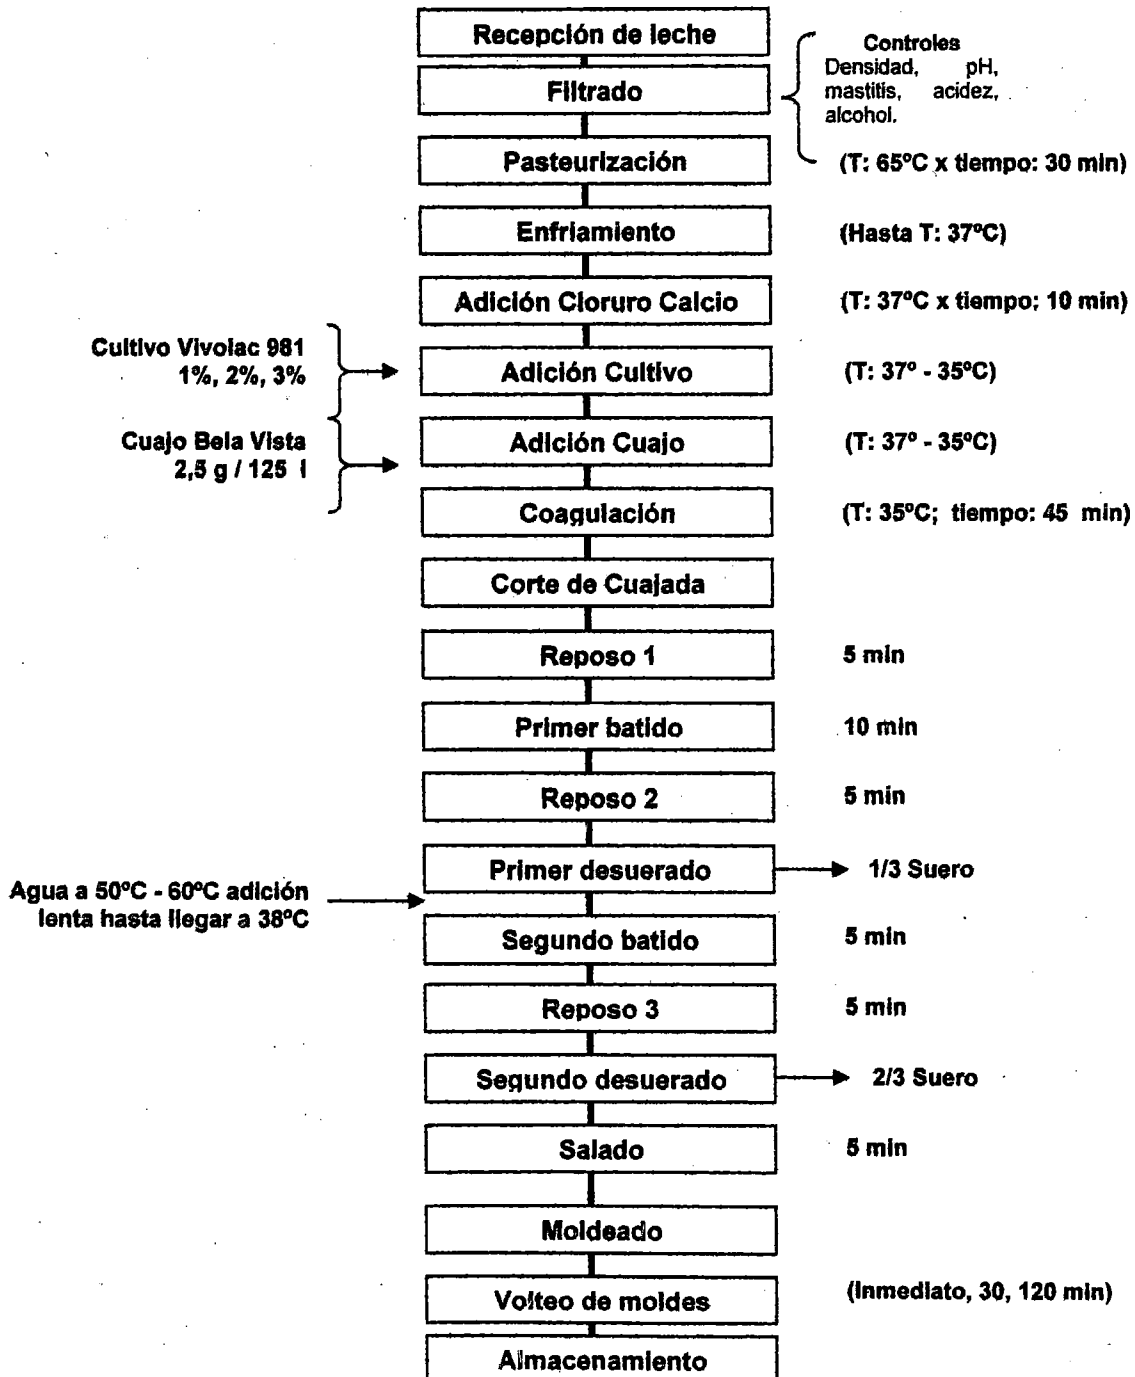 Recepción de leche
Controles
Densidad, pH,
mastitis, acidez,
alcohol.
Filtrado
Pasteurización
(T: 65ºC x tiempo: 30 min)
Enfriamiento
(Hasta T: 37ºC)
Adición Cloruro Calcio
(T: 37ºC x tiempo: 10 min)
Cultivo Vivolac 981
1%, 2%, 3%
Adición Cultivo
(T: 37º - 35ºC)
Cuajo Bela Vista
2,5 g / 125 l
Adición Cuajo
(T: 37º - 35ºC)
Coagulación
(T: 35ºC; tiempo: 45 min)
Corte de Cuajada
Reposo 1
5 min
Primer batido
10 min
Reposo 2
5 min
Primer desuerado
1/3 Suero
Agua a 50ºC - 60ºC adición
lenta hasta llegar a 38ºC
Segundo batido
5 min
Reposo 3
5 min
Segundo desuerado
2/3 Suero
Salado
5 min
Moldeado
Volteo de moldes
(Inmediato, 30, 120 min)
Almacenamiento